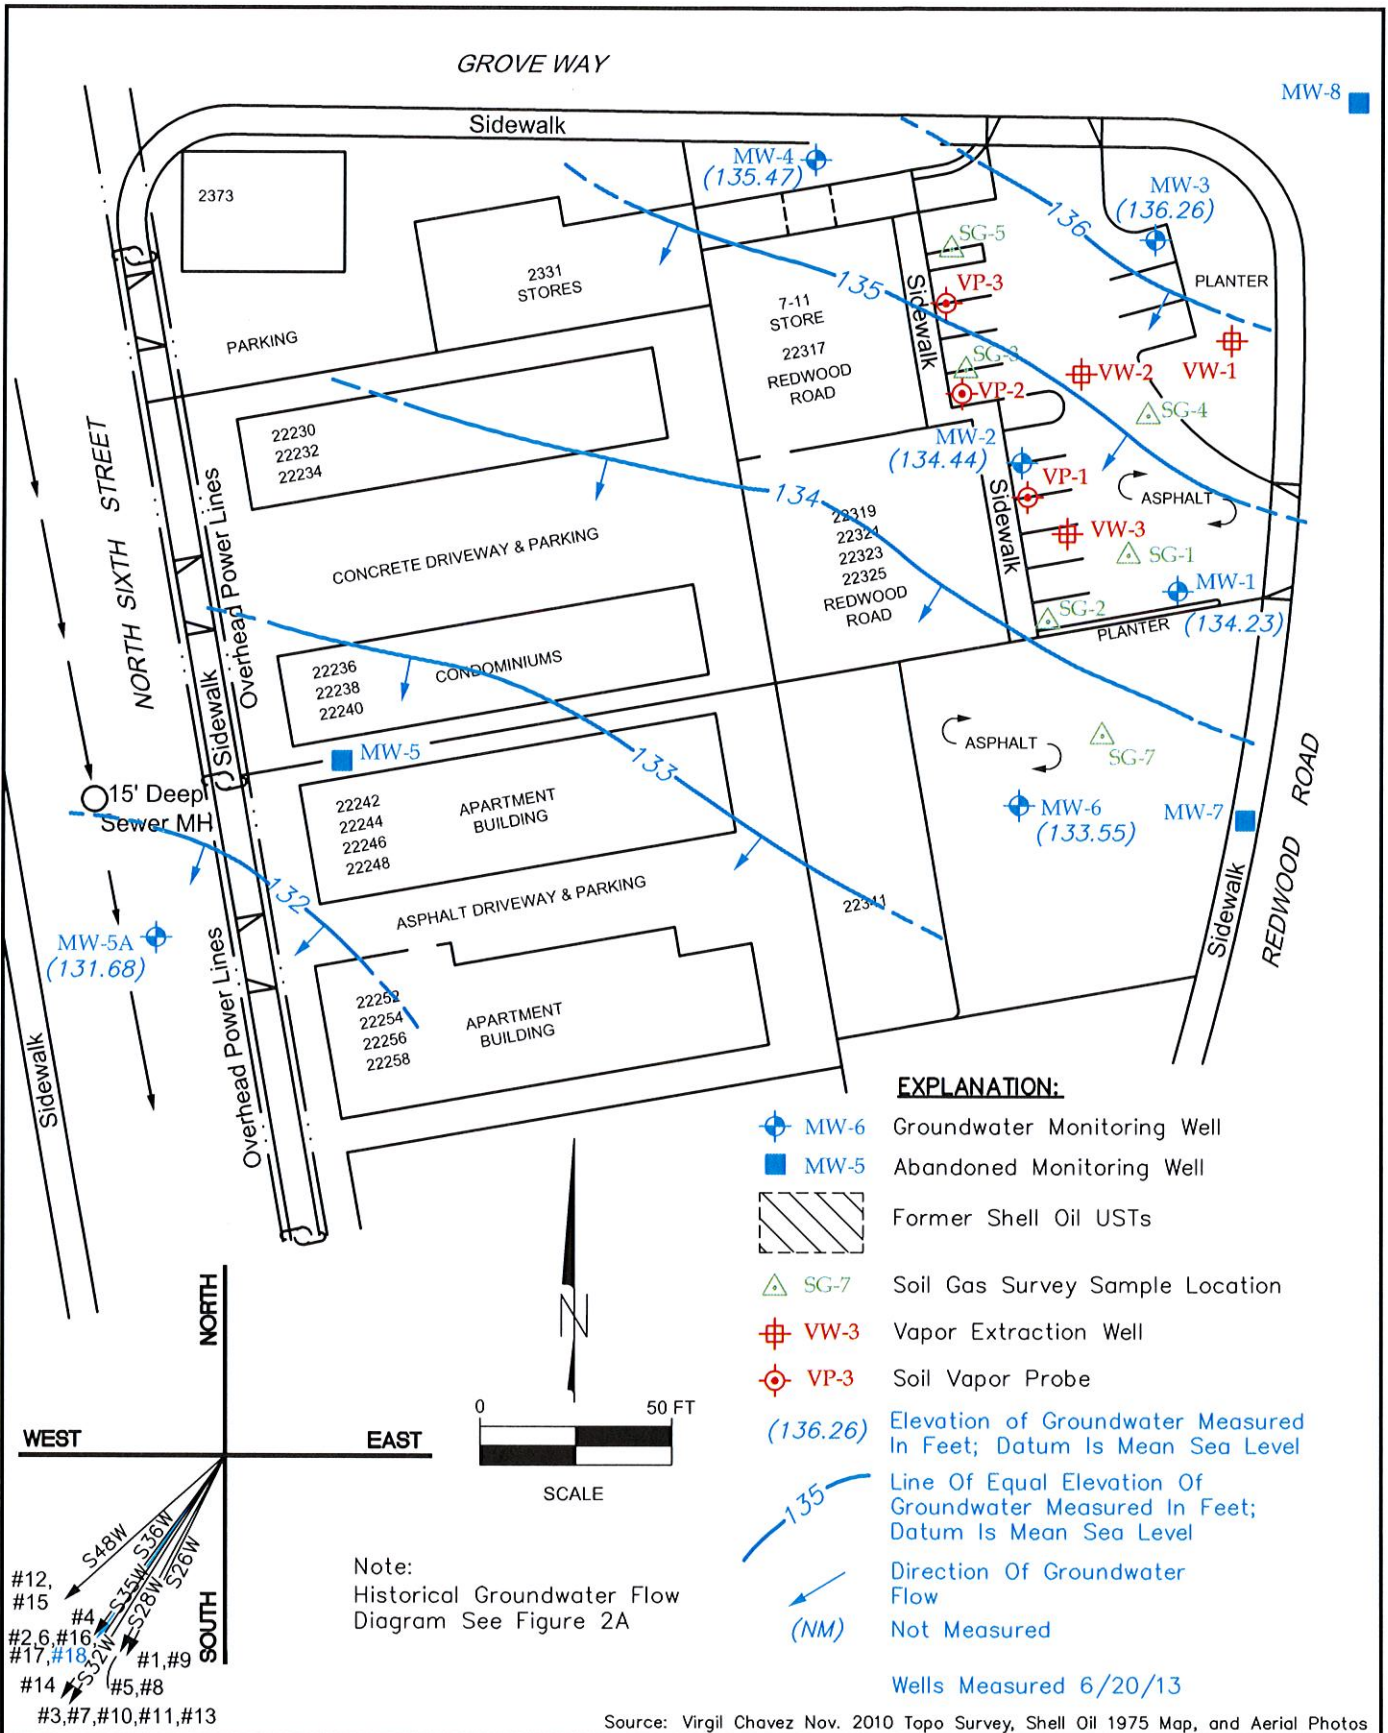 GROVE WAY
MW-8
Sidewalk
MW-4
(135.47)
2373
MW-3
(136.26)
136
SG-5
2331
STORES
135
VP-3
PLANTER
7-11
STORE
22317
REDWOOD
ROAD
Sidewalk
PARKING
SG-3
VP-2
VW-2
VW-1
SG-4
22230
22232
22234
MW-2
(134.44)
VP-1
ASPHALT
134
NORTH SIXTH STREET
Overhead Power Lines
22319
22321
22323
22325
REDWOOD
ROAD
Sidewalk
VW-3
SG-1
CONCRETE DRIVEWAY & PARKING
MW-1
(134.23)
SG-2
PLANTER
22236
22238
22240
CONDOMINIUMS
Sidewalk
MW-5
133
ASPHALT
SG-7
15' Deep
Sewer MH
22242
22244
22246
22248
APARTMENT
BUILDING
MW-6
(133.55)
MW-7
REDWOOD ROAD
Sidewalk
132
ASPHALT DRIVEWAY & PARKING
22341
MW-5A
(131.68)
Overhead Power Lines
22252
22254
22256
22258
APARTMENT
BUILDING
Sidewalk
EXPLANATION:
MW-6 Groundwater Monitoring Well
MW-5 Abandoned Monitoring Well
Former Shell Oil USTs
SG-7 Soil Gas Survey Sample Location
VW-3 Vapor Extraction Well
VP-3 Soil Vapor Probe
(136.26) Elevation of Groundwater Measured
In Feet; Datum Is Mean Sea Level
135 Line Of Equal Elevation Of
Groundwater Measured In Feet;
Datum Is Mean Sea Level
Direction Of Groundwater
Flow
(NM) Not Measured
Wells Measured 6/20/13
N
0 50 FT
SCALE
NORTH
WEST EAST
SOUTH
S48W
S36W
S35W
S26W
S28W
S32W
#12,
#15
#4
#2,6,#16,
#17,#18
#1,#9
#14
#5,#8
#3,#7,#10,#11,#13
Note:
Historical Groundwater Flow
Diagram See Figure 2A
Source: Virgil Chavez Nov. 2010 Topo Survey, Shell Oil 1975 Map, and Aerial Photos